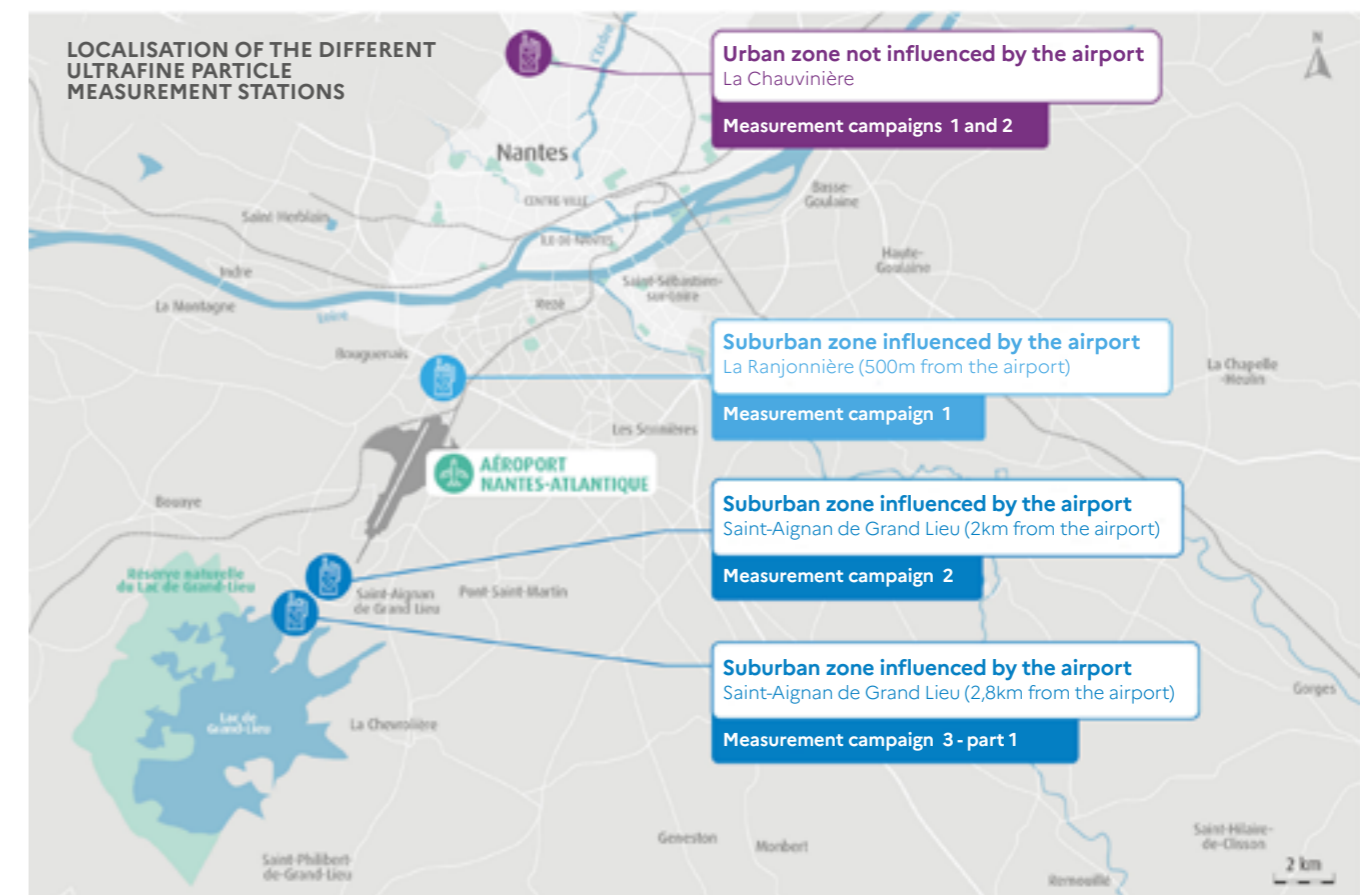 LOCALISATION OF THE DIFFERENT
ULTRAFINE PARTICLE
MEASUREMENT STATIONS
N
l'Erdre
Urban zone not influenced by the airport
La Chauvinière
Measurement campaigns 1 and 2
Nantes
CENTRE-VILLE
Basse-
Goulaine
Saint Herblain
ILE-DE-NANTES
Haute-
Goulaine
Indre
Saint-Sébastien-
sur-Loire
La Montagne
Loire
Rezé
Bouguenais
Suburban zone influenced by the airport
La Ranjonnière (500m from the airport)
Measurement campaign 1
La Chapelle
-Heulin
Les Sorinières
AÉROPORT
NANTES-ATLANTIQUE
Bouaye
Suburban zone influenced by the airport
Saint-Aignan de Grand Lieu (2km from the airport)
Measurement campaign 2
Réserve naturelle
du Lac de Grand-Lieu
Saint-Aignan
de Grand Lieu
Pont-Saint-Martin
Suburban zone influenced by the airport
Saint-Aignan de Grand Lieu (2,8km from the airport)
Measurement campaign 3 - part 1
Gorges
Lac de
Grand-Lieu
La Chevrolière
Geneston
Monbert
Saint-Hilaire-
de-Clisson
Saint-Philibert-
de-Grand-Lieu
Remouillé
2 km